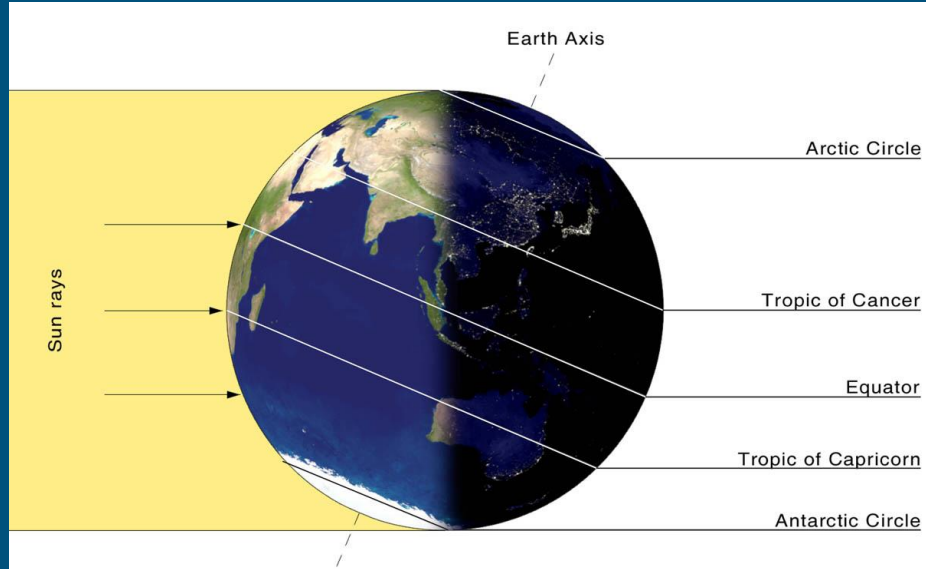 Earth Axis
Arctic Circle
Sun rays
Tropic of Cancer
Equator
Tropic of Capricorn
Antarctic Circle